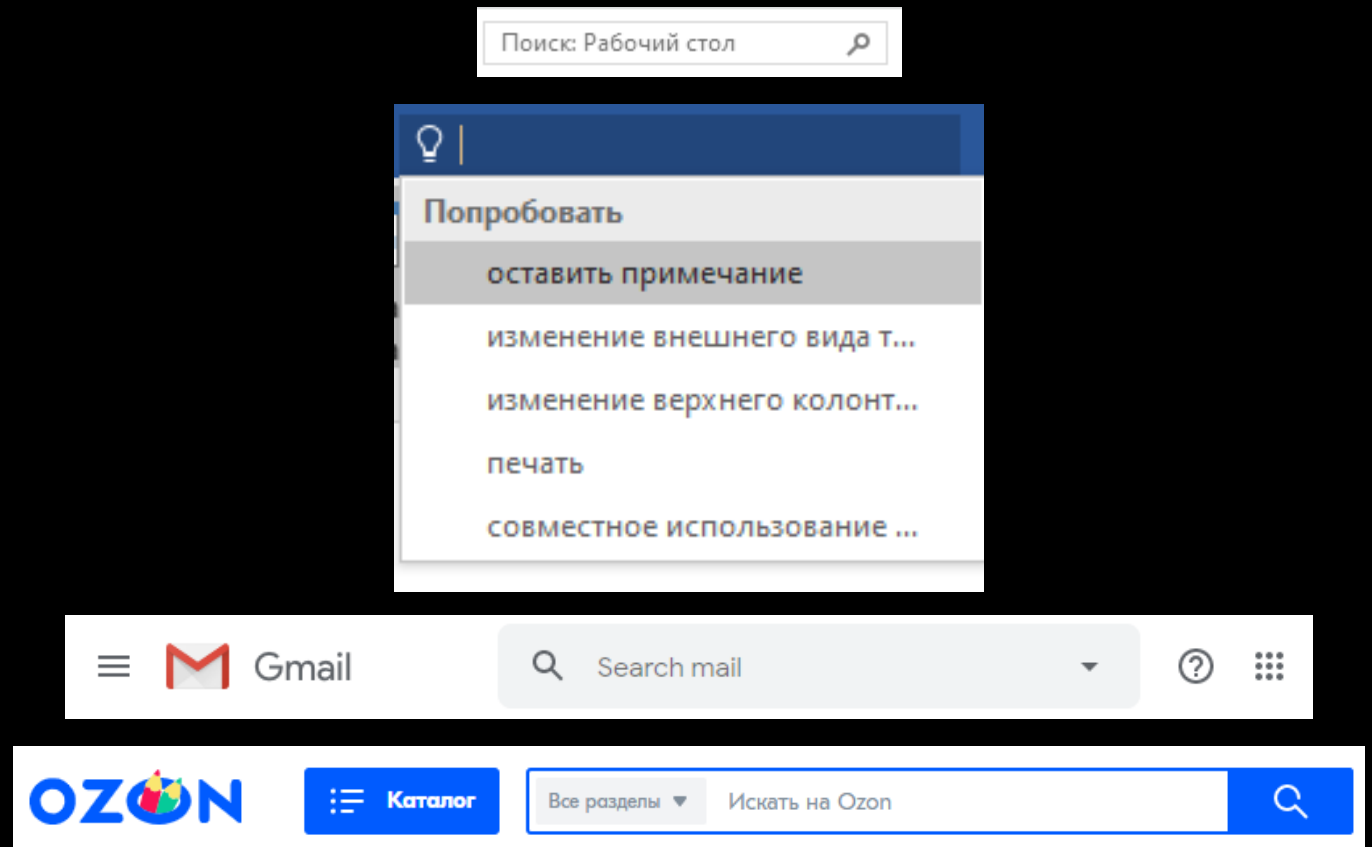 Поиск: Рабочий стол
Попробовать
оставить примечание
изменение внешнего вида т...
изменение верхнего колонт...
печать
совместное использование ...
Gmail Search mail
OZON Каталог Все разделы Искать на Ozon